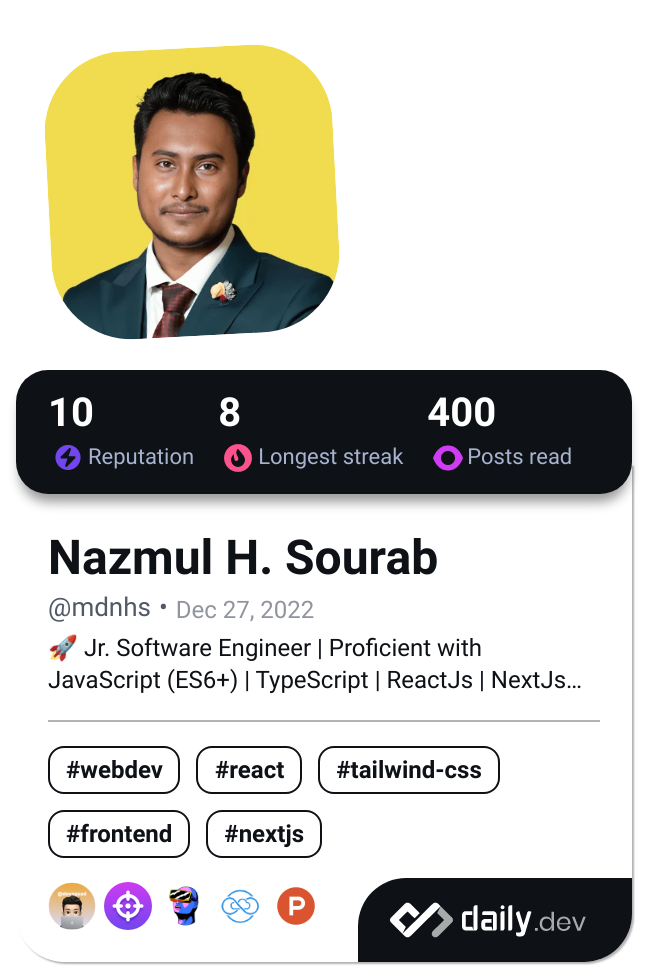 10
8
400
Reputation
Longest streak
Posts read
Nazmul H. Sourab
@mdnhs • Dec 27, 2022
🚀 Jr. Software Engineer | Proficient with
JavaScript (ES6+) | TypeScript | ReactJs | NextJs...
#webdev
#react
#tailwind-css
#frontend
#nextjs
P
daily.dev